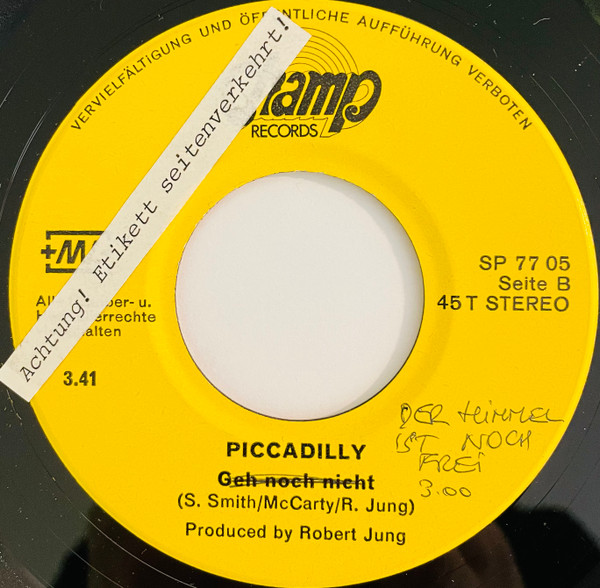 VERVIELFÄLTIGUNG UND ÖFFENTLICHE AUFFÜHRUNG VERBOTEN
Achtung! Etikett seitenverkehrt!
amp
RECORDS
SP 77 05
Seite B
45 T STEREO
3.41
DER HIMMEL
IST NOCH
FREI
3.00
PICCADILLY
Geh noch nicht
(S. Smith/McCarty/R. Jung)
Produced by Robert Jung